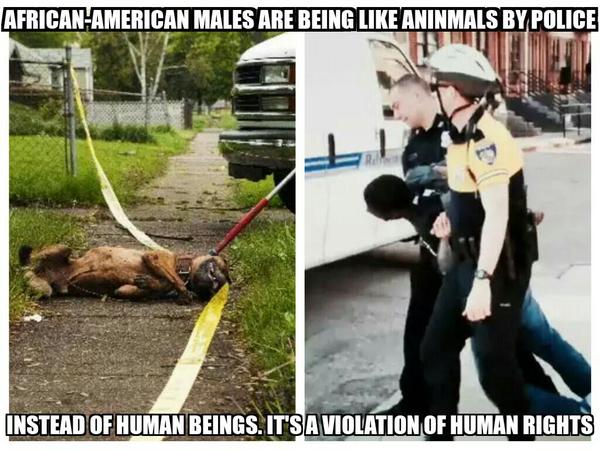 AFRICAN-AMERICAN MALES ARE BEING LIKE ANINMALS BY POLICE
INSTEAD OF HUMAN BEINGS. IT'S A VIOLATION OF HUMAN RIGHTS